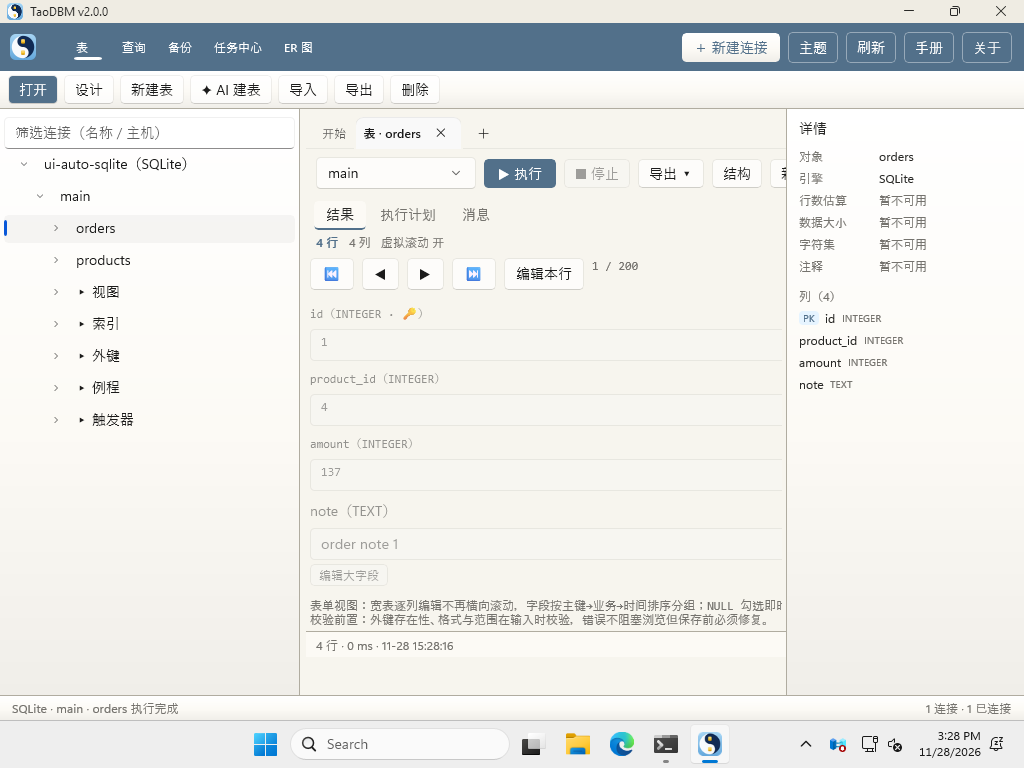 TaoDBM v2.0.0
表
查询
备份
任务中心
ER 图
+ 新建连接
主题
刷新
手册
关于
打开
设计
新建表
✦ AI 建表
导入
导出
删除
筛选连接（名称 / 主机）
ui-auto-sqlite（SQLite）
main
orders
products
▸ 视图
▸ 索引
▸ 外键
▸ 例程
▸ 触发器
开始
表 · orders
main
▶ 执行
■ 停止
导出 ▾
结构
结果
执行计划
消息
4 行 4 列 虚拟滚动 开
编辑本行
1 / 200
id（INTEGER · 🔑）
1
product_id（INTEGER）
4
amount（INTEGER）
137
note（TEXT）
order note 1
编辑大字段
表单视图：宽表逐列编辑不再横向滚动，字段按主键→业务→时间排序分组；NULL 勾选即
校验前置：外键存在性、格式与范围在输入时校验，错误不阻塞浏览但保存前必须修复。
4 行 · 0 ms · 11-28 15:28:16
详情
对象 orders
引擎 SQLite
行数估算 暂不可用
数据大小 暂不可用
字符集 暂不可用
注释 暂不可用
列（4）
PK id INTEGER
product_id INTEGER
amount INTEGER
note TEXT
SQLite · main · orders 执行完成
1 连接 · 1 已连接
Search
3:28 PM
11/28/2026